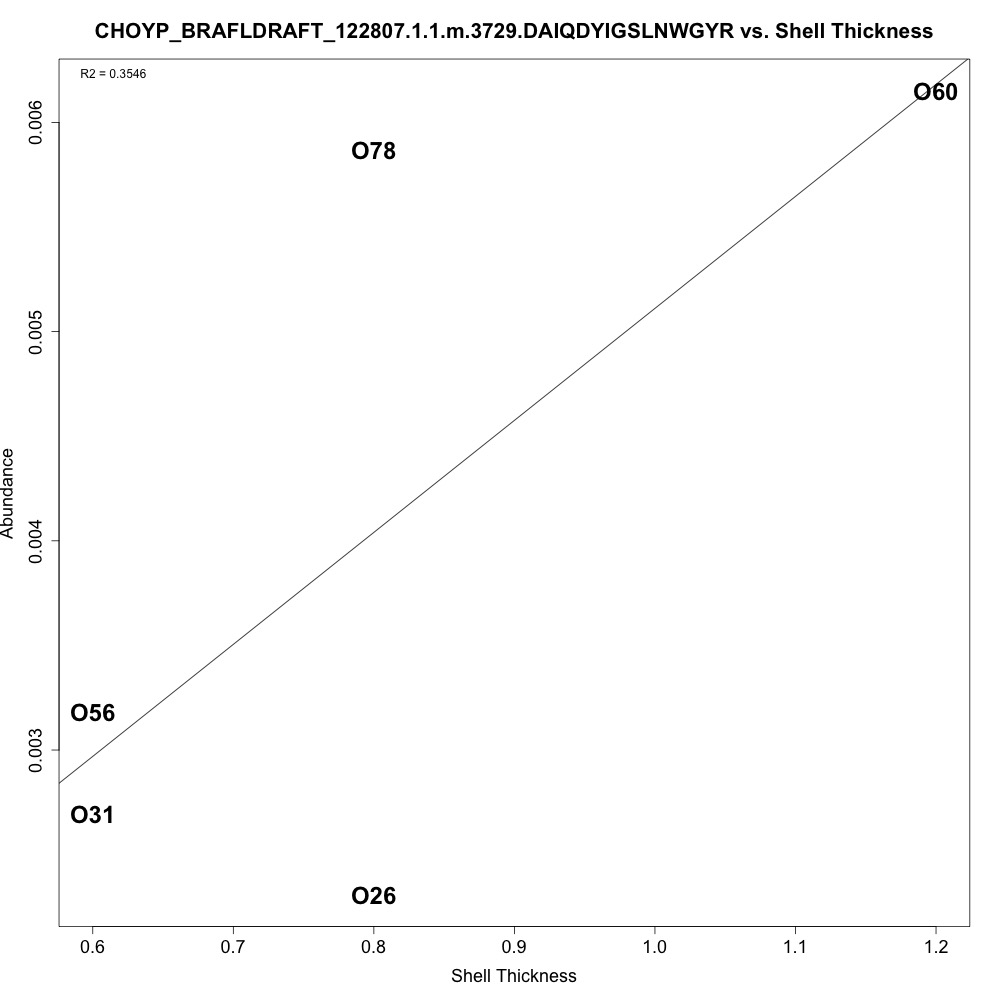 CHOYP_BRAFLDRAFT_122807.1.1.m.3729.DAIQDYIGSLNWGYR vs. Shell Thickness
R2 = 0.3546
O60
0.006
O78
0.005
Abundance
0.004
O56
0.003
O31
O26
0.6 0.7 0.8 0.9 1.0 1.1 1.2
Shell Thickness